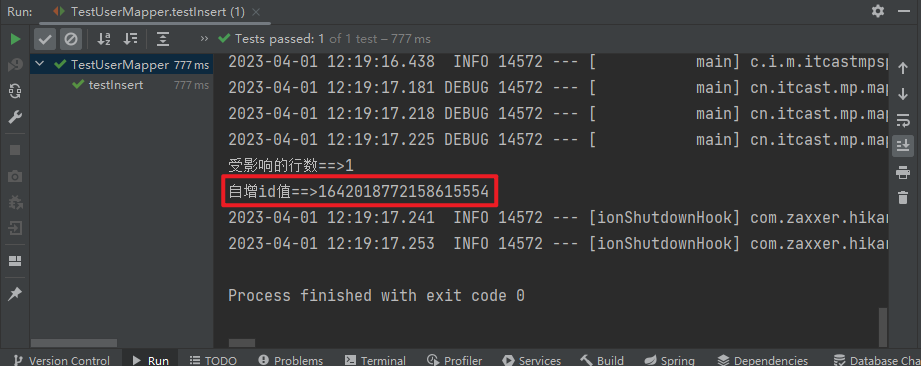 Run: TestUserMapper.testInsert (1) ×
Tests passed: 1 of 1 test – 777 ms
TestUserMapper 777 ms
testInsert 777 ms
2023-04-01 12:19:16.438  INFO 14572 --- [           main] c.i.m.itcastmpsp
2023-04-01 12:19:17.181 DEBUG 14572 --- [           main] cn.itcast.mp.map
2023-04-01 12:19:17.218 DEBUG 14572 --- [           main] cn.itcast.mp.map
2023-04-01 12:19:17.225 DEBUG 14572 --- [           main] cn.itcast.mp.map
受影响的行数==>1
自增id值==>1642018772158615554
2023-04-01 12:19:17.241  INFO 14572 --- [ionShutdownHook] com.zaxxer.hikar
2023-04-01 12:19:17.253  INFO 14572 --- [ionShutdownHook] com.zaxxer.hikar
Process finished with exit code 0
Version Control Run TODO Problems Terminal Profiler Services Build Spring Dependencies Database Cha